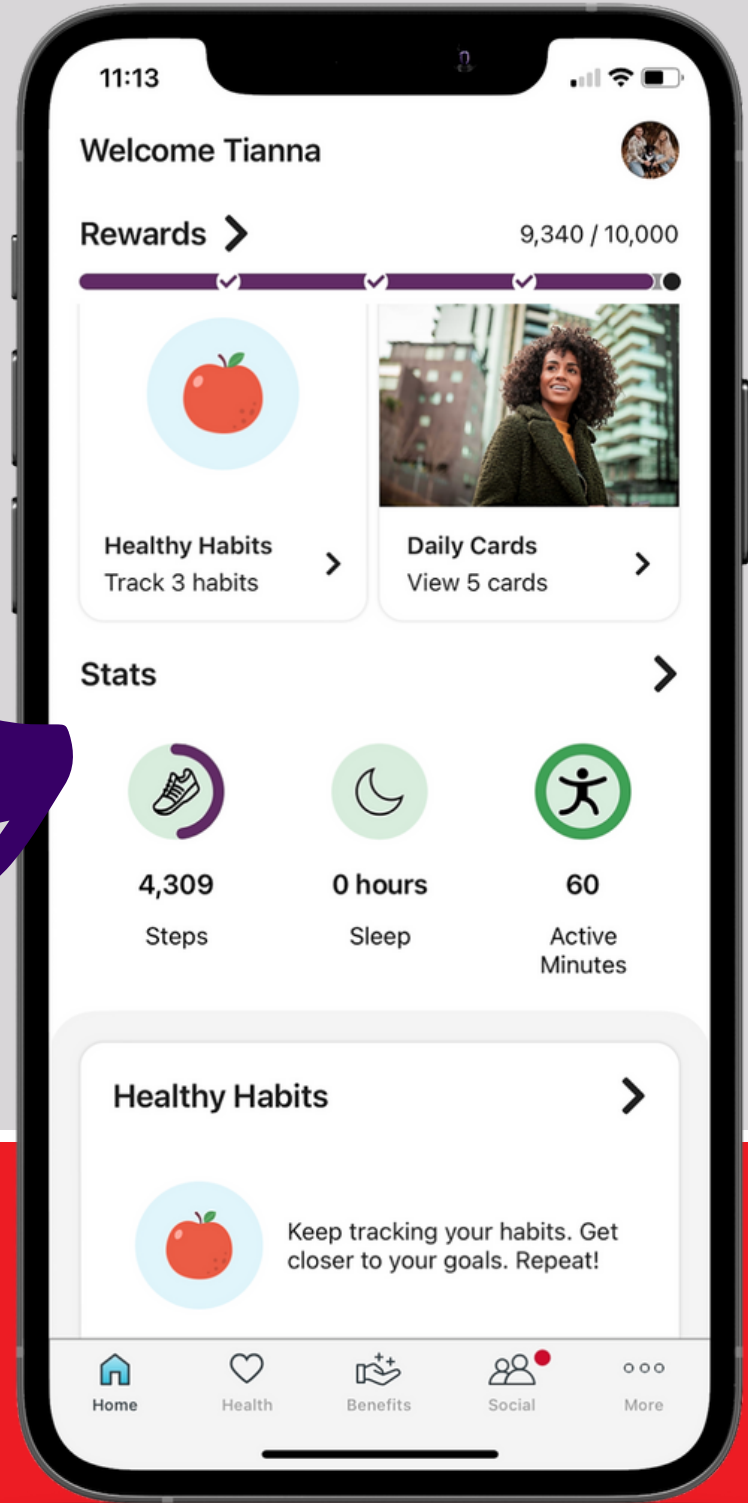 11:13
Welcome Tianna
Rewards
9,340 / 10,000
Healthy Habits
Track 3 habits
Daily Cards
View 5 cards
Stats
4,309
Steps
0 hours
Sleep
60
Active
Minutes
Healthy Habits
Keep tracking your habits. Get
closer to your goals. Repeat!
Home
Health
Benefits
Social
More